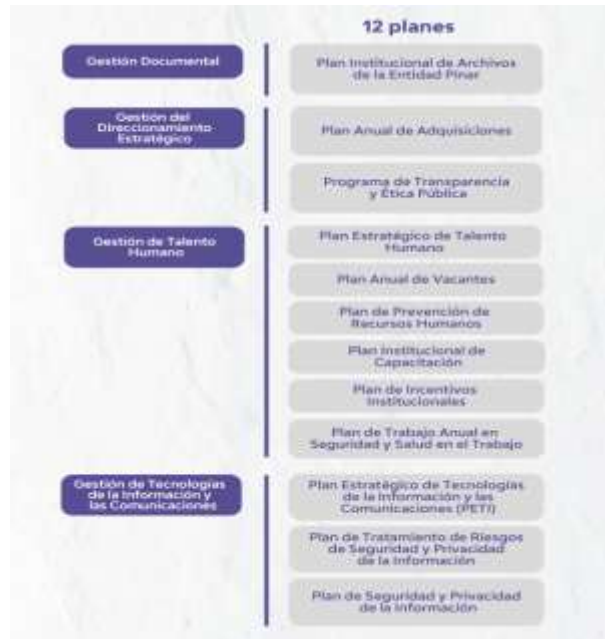 12 planes
Gestión Documental
Plan Institucional de Archivos
de la Entidad Pinar
Gestión del
Direccionamiento
Estratégico
Plan Anual de Adquisiciones
Programa de Transparencia
y Ética Pública
Gestión de Talento
Humano
Plan Estratégico de Talento
Humano
Plan Anual de Vacantes
Plan de Prevención de
Recursos Humanos
Plan Institucional de
Capacitación
Plan de Incentivos
Institucionales
Plan de Trabajo Anual en
Seguridad y Salud en el Trabajo
Gestión de Tecnologías
de la Información y
las Comunicaciones
Plan Estratégico de Tecnologías
de la Información y las
Comunicaciones (PETI)
Plan de Tratamiento de Riesgos
de Seguridad y Privacidad
de la Información
Plan de Seguridad y Privacidad
de la Información